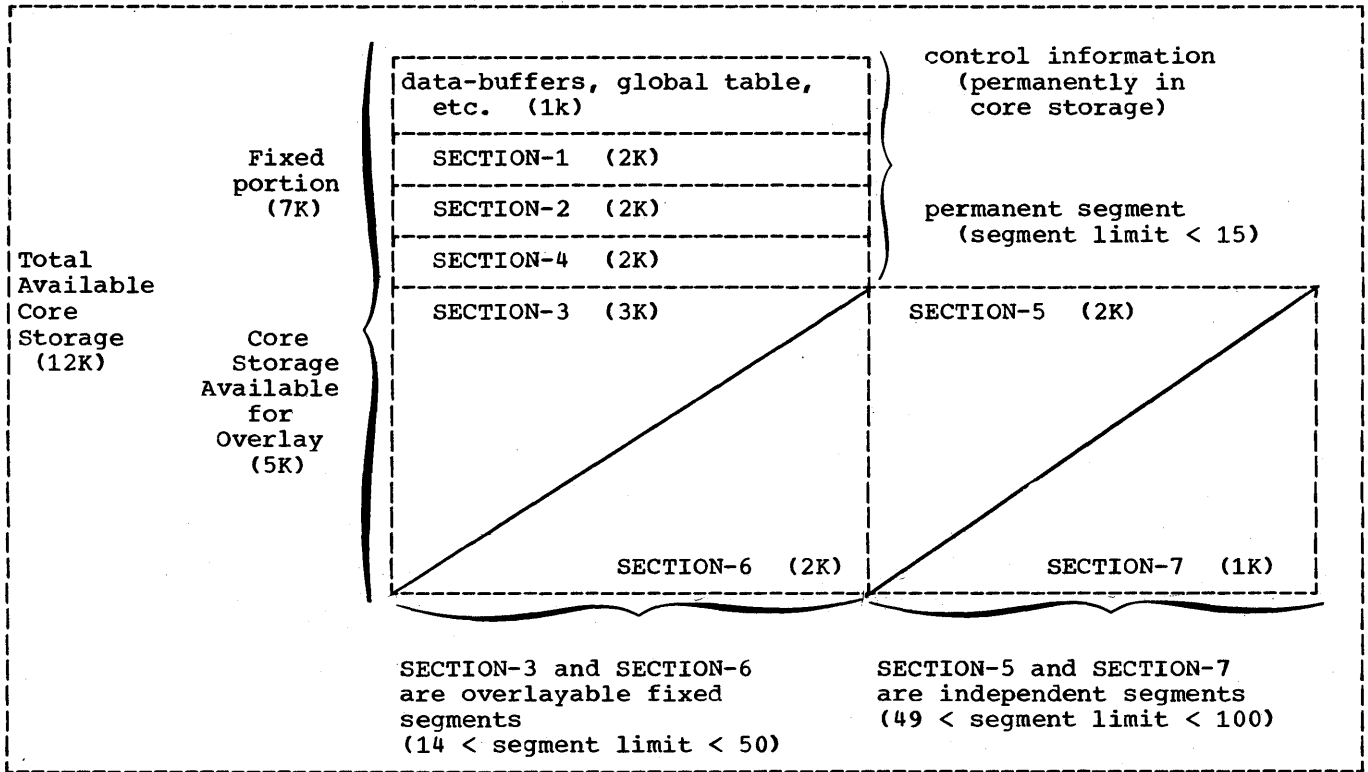 control information
(permanently in
core storage)
data-buffers, global table,
etc. (1k)
Fixed
portion
(7K)
SECTION-1 (2K)
SECTION-2 (2K)
SECTION-4 (2K)
permanent segment
(segment limit < 15)
Total
Available
Core
Storage
(12K)
Core
Storage
Available
for
Overlay
(5K)
SECTION-3 (3K)
SECTION-5 (2K)
SECTION-6 (2K)
SECTION-7 (1K)
SECTION-3 and SECTION-6
are overlayable fixed
segments
(14 < segment limit < 50)
SECTION-5 and SECTION-7
are independent segments
(49 < segment limit < 100)